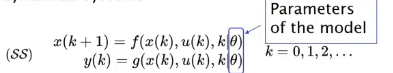 Parameters
of the model
(SS) x(k + 1) = f(x(k), u(k), k|θ)
y(k) = g(x(k), u(k), k|θ) k = 0, 1, 2, . . .